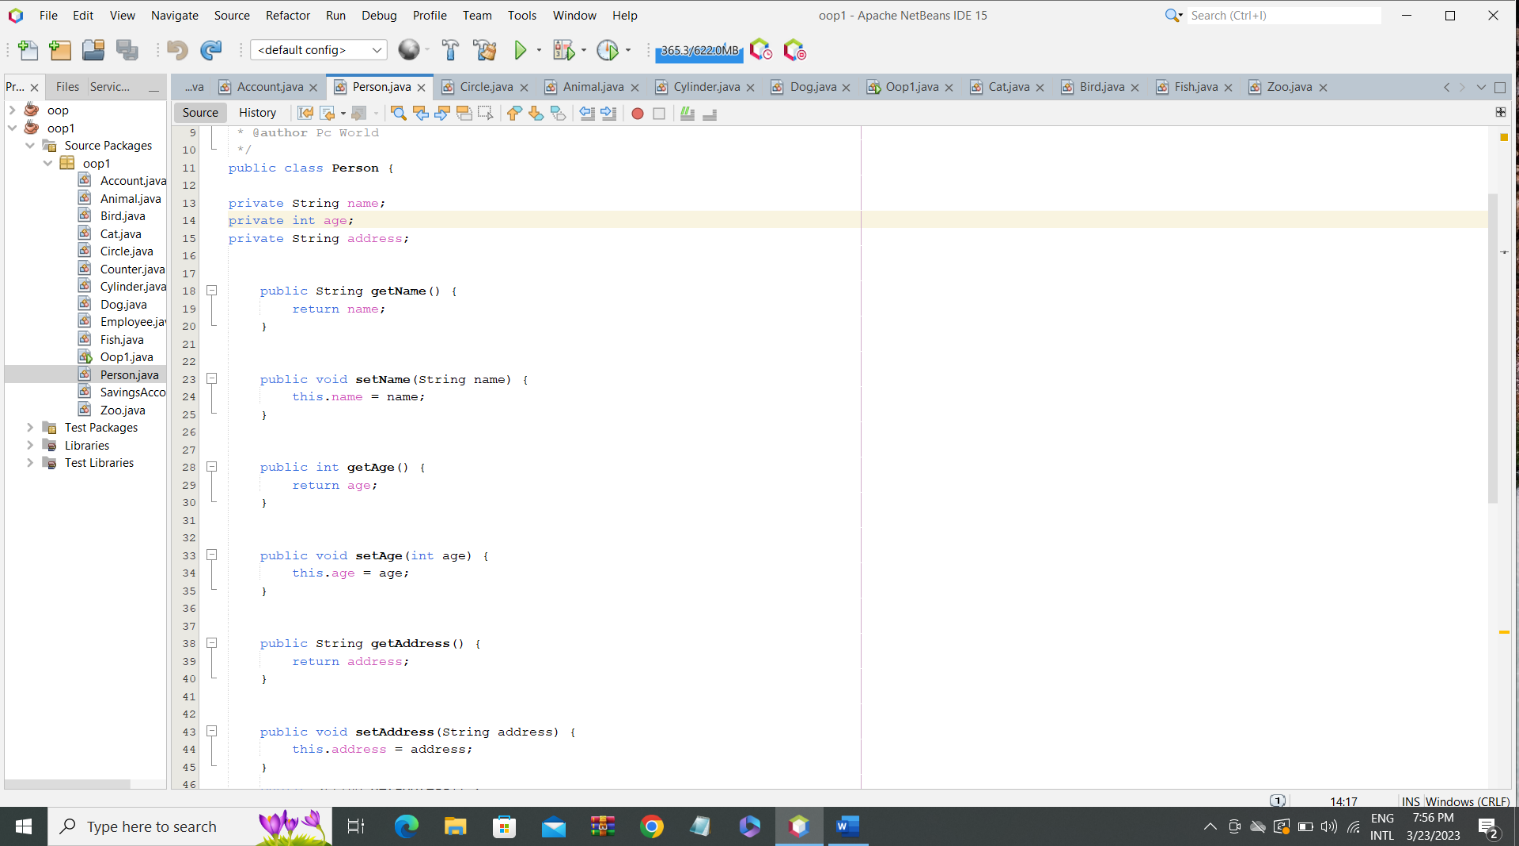 File Edit View Navigate Source Refactor Run Debug Profile Team Tools Window Help
oop1 - Apache NetBeans IDE 15
Search (Ctrl+I)
<default config>
365.3/622.0MB
Pr...
Files
Servic...
...va
Account.java
Person.java
Circle.java
Animal.java
Cylinder.java
Dog.java
Oop1.java
Cat.java
Bird.java
Fish.java
Zoo.java
Source
History
oop
oop1
Source Packages
oop1
Account.java
Animal.java
Bird.java
Cat.java
Circle.java
Counter.java
Cylinder.java
Dog.java
Employee.jav
Fish.java
Oop1.java
Person.java
SavingsAcco
Zoo.java
Test Packages
Libraries
Test Libraries
9 * @author Pc World
10 */
11 public class Person {
12
13 private String name;
14 private int age;
15 private String address;
16
17
18 public String getName() {
19 return name;
20 }
21
22
23 public void setName(String name) {
24 this.name = name;
25 }
26
27
28 public int getAge() {
29 return age;
30 }
31
32
33 public void setAge(int age) {
34 this.age = age;
35 }
36
37
38 public String getAddress() {
39 return address;
40 }
41
42
43 public void setAddress(String address) {
44 this.address = address;
45 }
46
1
14:17
INS
Windows (CRLF)
Type here to search
ENG
INTL
7:56 PM
3/23/2023
2